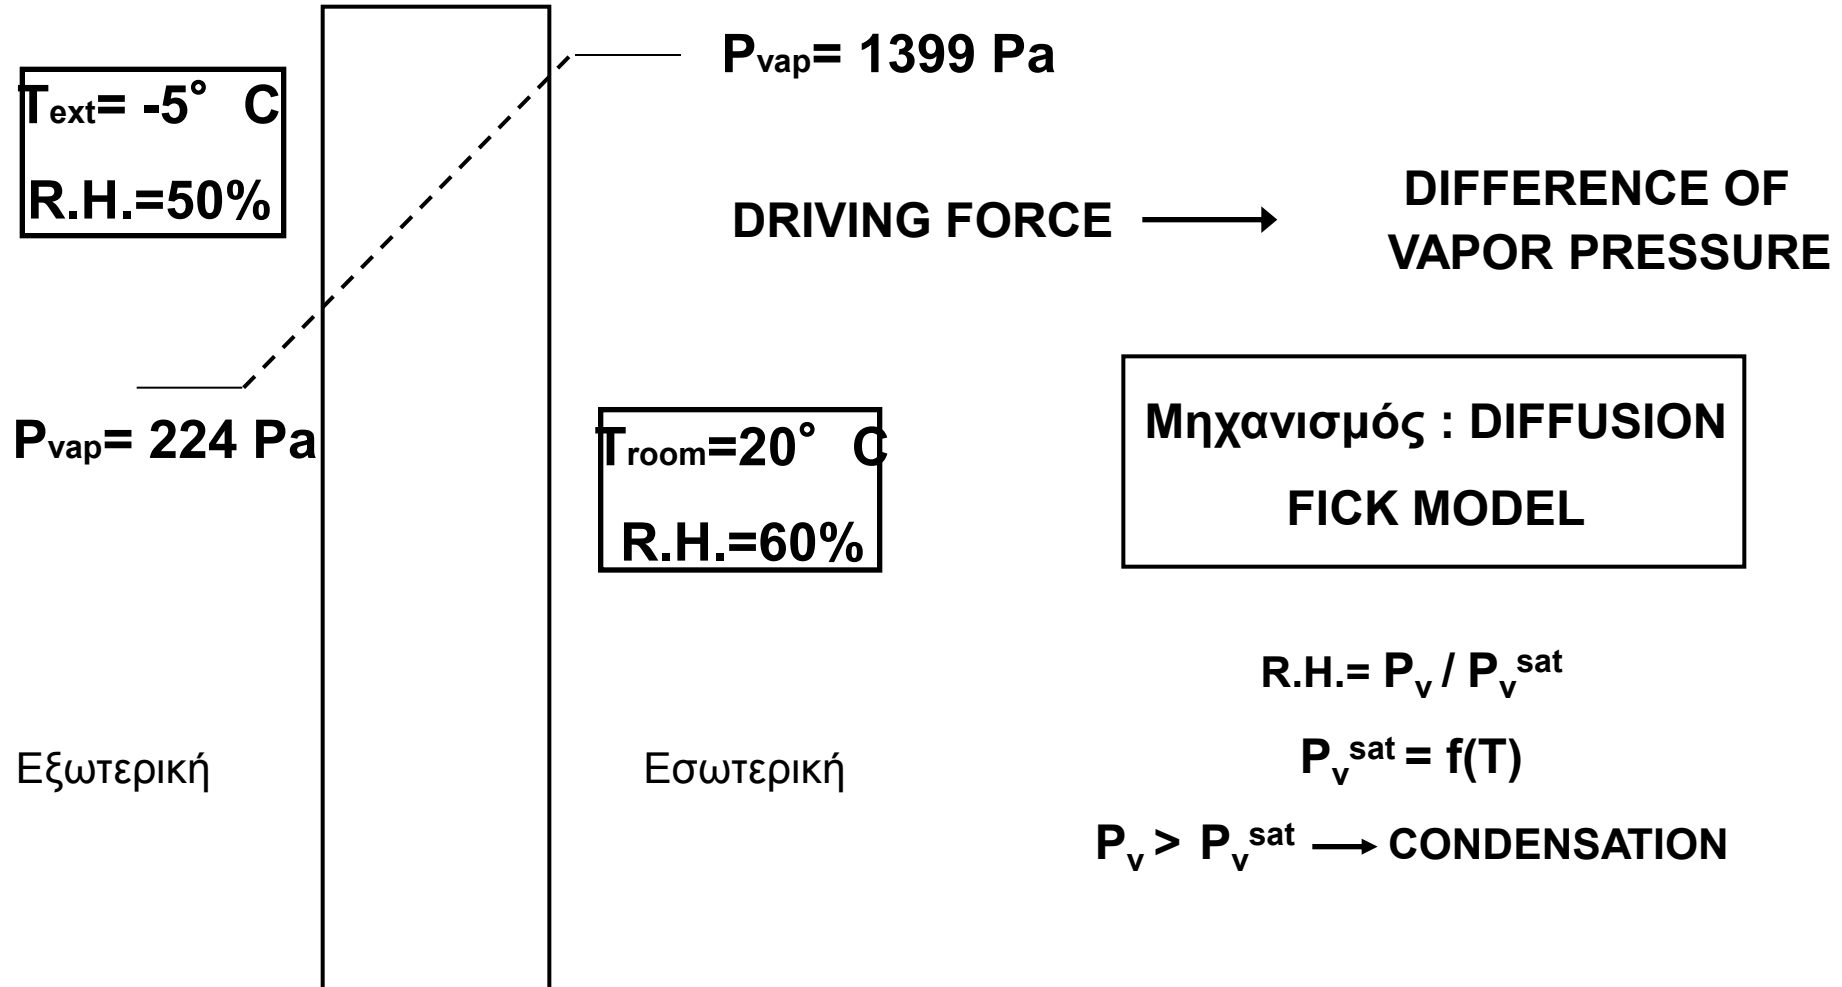 Pvap= 1399 Pa
Text= -5° C
R.H.=50%
DRIVING FORCE
DIFFERENCE OF
VAPOR PRESSURE
Pvap= 224 Pa
Troom=20° C
R.H.=60%
Μηχανισμός : DIFFUSION
FICK MODEL
R.H.= Pv / Pvsat
Pvsat = f(T)
Εξωτερική
Εσωτερική
Pv > Pvsat → CONDENSATION